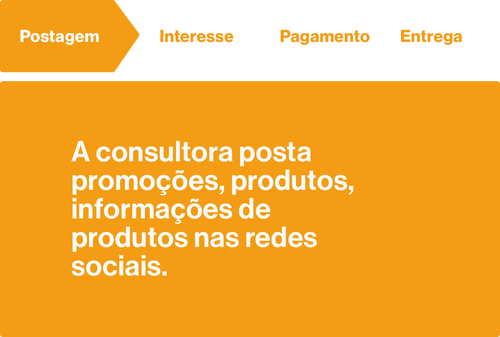 Postagem Interesse Pagamento Entrega
A consultora posta
promoções, produtos,
informações de
produtos nas redes
sociais.